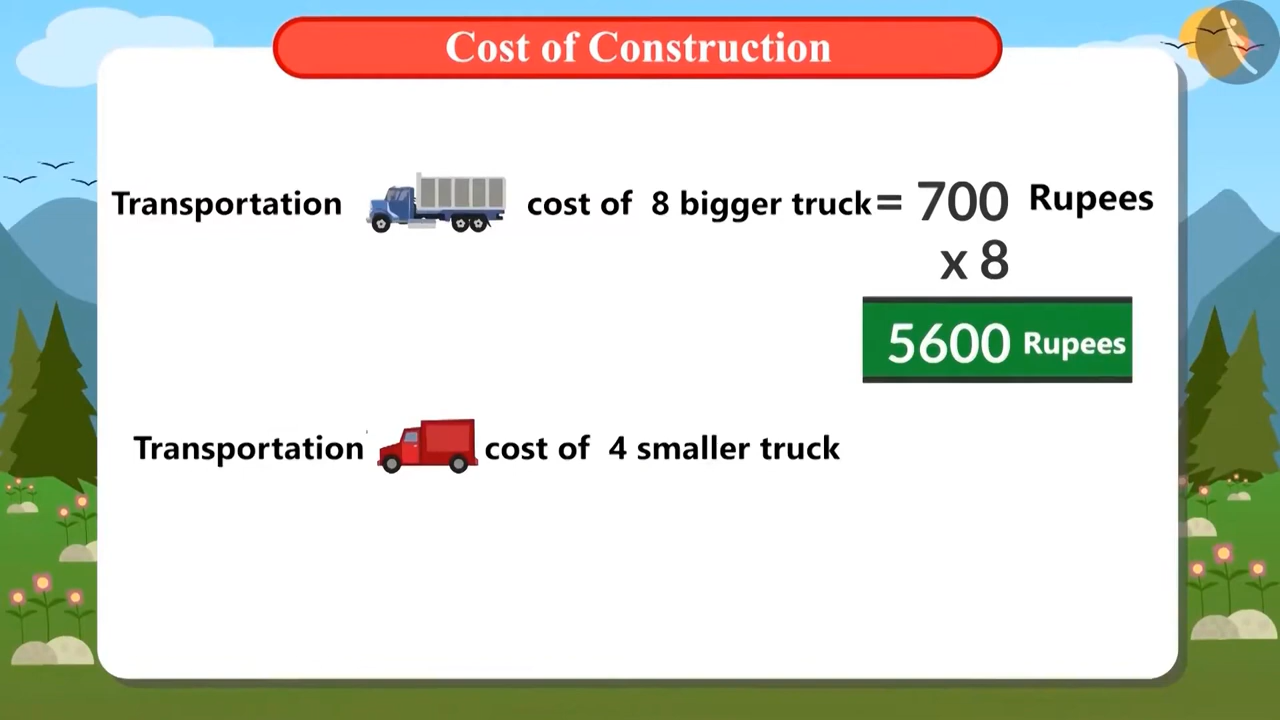 Cost of Construction
Transportation cost of 8 bigger truck = 700 Rupees
x 8
5600 Rupees
Transportation cost of 4 smaller truck